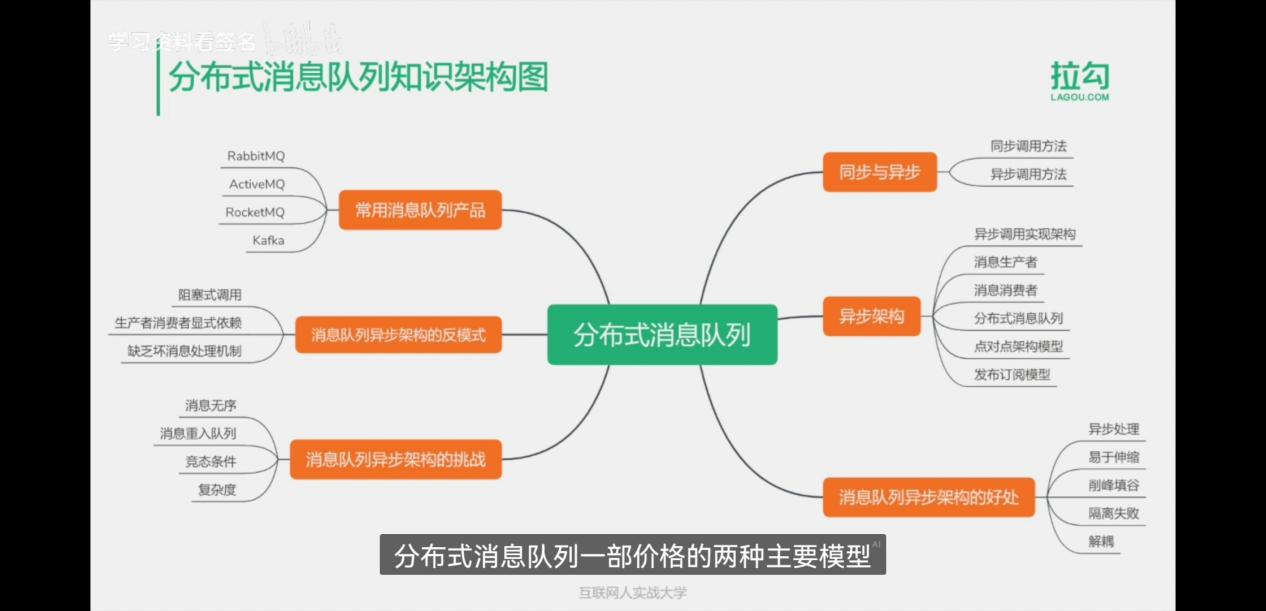 学习资料看签名
分布式消息队列知识架构图
拉勾
LAGOU.COM
RabbitMQ
ActiveMQ
RocketMQ
Kafka
常用消息队列产品
阻塞式调用
生产者消费者显式依赖
缺乏坏消息处理机制
消息队列异步架构的反模式
消息无序
消息重入队列
竞态条件
复杂度
消息队列异步架构的挑战
分布式消息队列
同步与异步
同步调用方法
异步调用方法
异步架构
异步调用实现架构
消息生产者
消息消费者
分布式消息队列
点对点架构模型
发布订阅模型
消息队列异步架构的好处
异步处理
易于伸缩
削峰填谷
隔离失败
解耦
分布式消息队列一部价格的两种主要模型
AI
互联网人实战大学